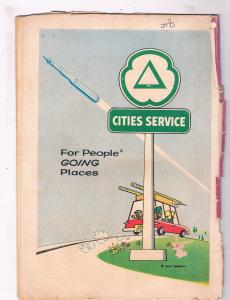 CITIES SERVICE
For People*
GOING
Places